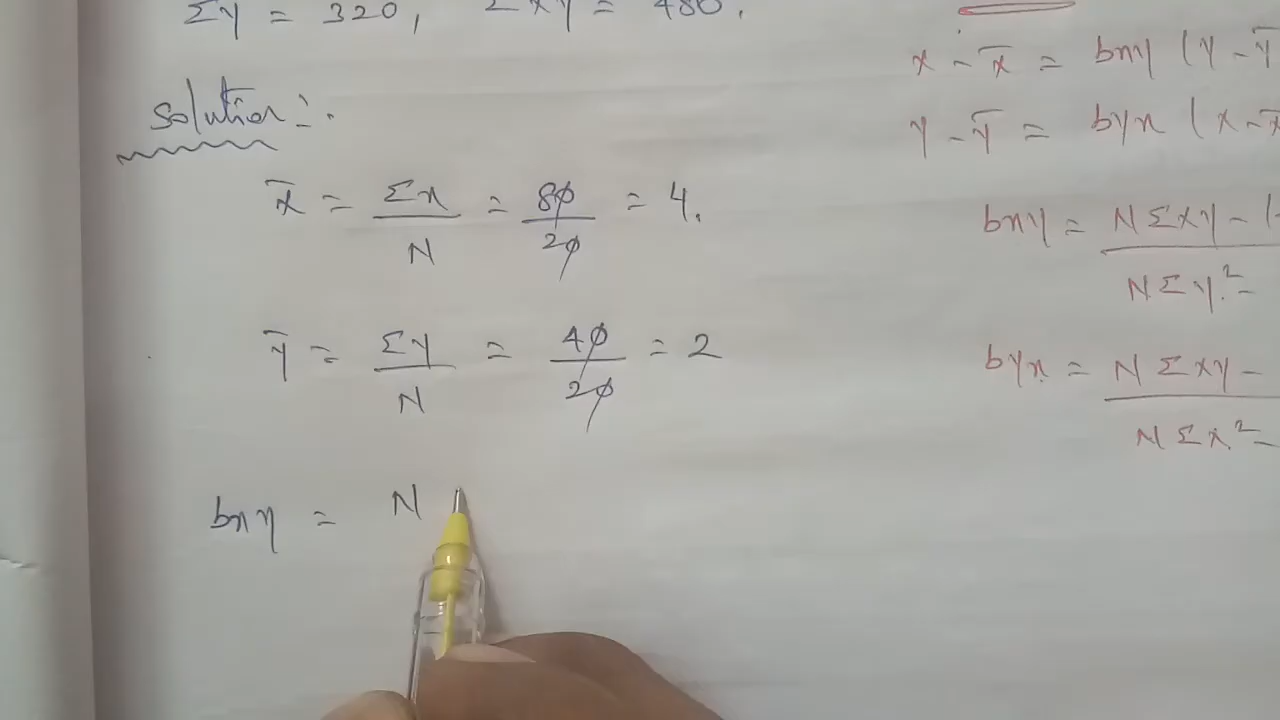 ΣY = 320, ΣXY = 480.
Solution:-
x̄ = Σx / N = 80 / 20 = 4.
ȳ = Σy / N = 40 / 20 = 2
bxy = N
x - x̄ = bxy (y - ȳ
y - ȳ = byx (x - x̄
bxy = NΣXY - ( / NΣY² -
byx = NΣXY - / NΣX² -